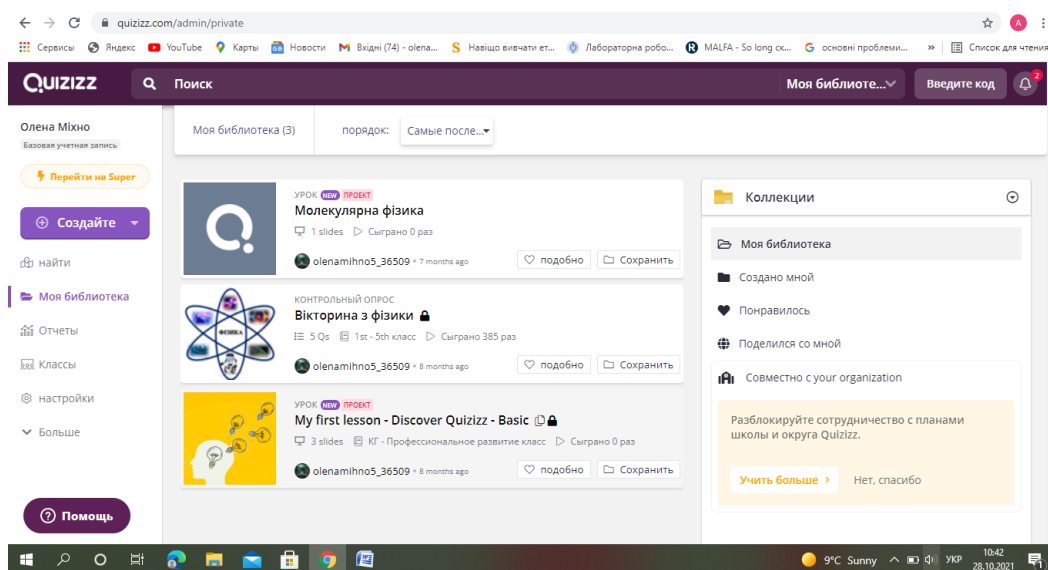 quizizz.com/admin/private
A
Сервисы Яндекс YouTube Карты Новости Вхідні (74) - olena... Навіщо вивчати ет... Лабораторна робо... MALFA - So long ск... основні проблеми... » Список для чтения
QUIZIZZ Поиск Моя библиоте... Введите код 2
Олена Міхно
Базовая учетная запись
Перейти на Super
Создайте
найти
Моя библиотека
Отчеты
Классы
настройки
Больше
Помощь
Моя библиотека (3) порядок: Самые после...
УРОК NEW ПРОЕКТ
Молекулярна фізика
1 slides Сыграно 0 раз
olenamihno5_36509 • 7 months ago подобно Сохранить
ФІЗИКА
КОНТРОЛЬНЫЙ ОПРОС
Вікторина з фізики
5 Qs 1st - 5th класс Сыграно 385 раз
olenamihno5_36509 • 8 months ago подобно Сохранить
УРОК NEW ПРОЕКТ
My first lesson - Discover Quizizz - Basic
3 slides КГ - Профессиональное развитие класс Сыграно 0 раз
olenamihno5_36509 • 8 months ago подобно Сохранить
Коллекции
Моя библиотека
Создано мной
Понравилось
Поделился со мной
Совместно с your organization
Разблокируйте сотрудничество с планами
школы и округа Quizizz.
Учить больше › Нет, спасибо
9°C Sunny УКР 10:42
28.10.2021
1